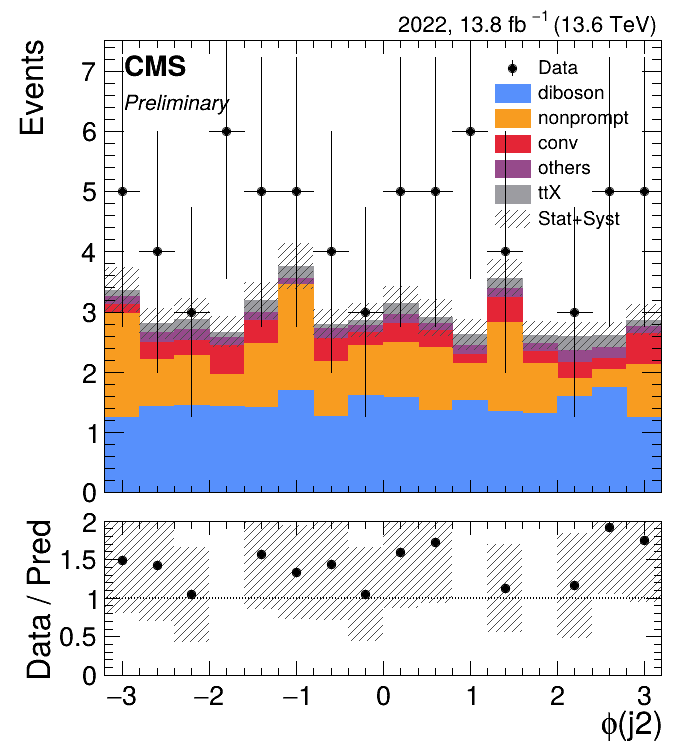 2022, 13.8 fb⁻¹ (13.6 TeV)
CMS
Preliminary
Events
7
6
5
4
3
2
1
0
Data
diboson
nonprompt
conv
others
ttX
Stat+Syst
Data / Pred
2
1.5
1
0.5
0
−3
−2
−1
0
1
2
3
ϕ(j2)